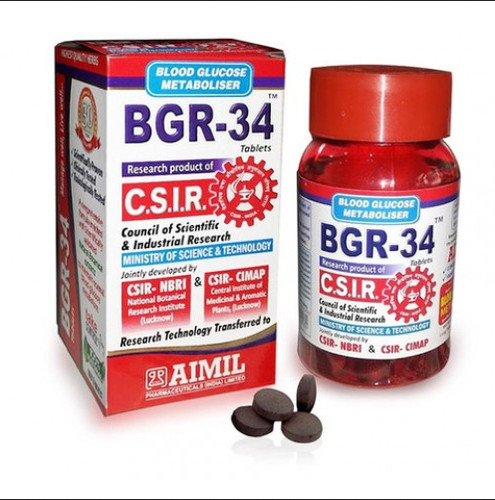 HIGHEST QUALITY HERBS
BLOOD GLUCOSE
METABOLISER
BGR-34
TM
Tablets
Research product of
C.S.I.R.
Council of Scientific
& Industrial Research
MINISTRY OF SCIENCE & TECHNOLOGY
Jointly developed by
CSIR- NBRI
National Botanical
Research Institute
(Lucknow)
&
CSIR- CIMAP
Central Institute of
Medicinal & Aromatic
Plants, (Lucknow)
Research Technology Transferred to
AIMIL
PHARMACEUTICALS (INDIA) LIMITED
BGR-34
BLOOD GLUCOSE
METABOLISER
BGR-34
TM
Tablets
Research product of
C.S.I.R.
Council of Scientific
& Industrial Research
MINISTRY OF SCIENCE & TECHNOLOGY
Jointly developed by
CSIR- NBRI & CSIR- CIMAP